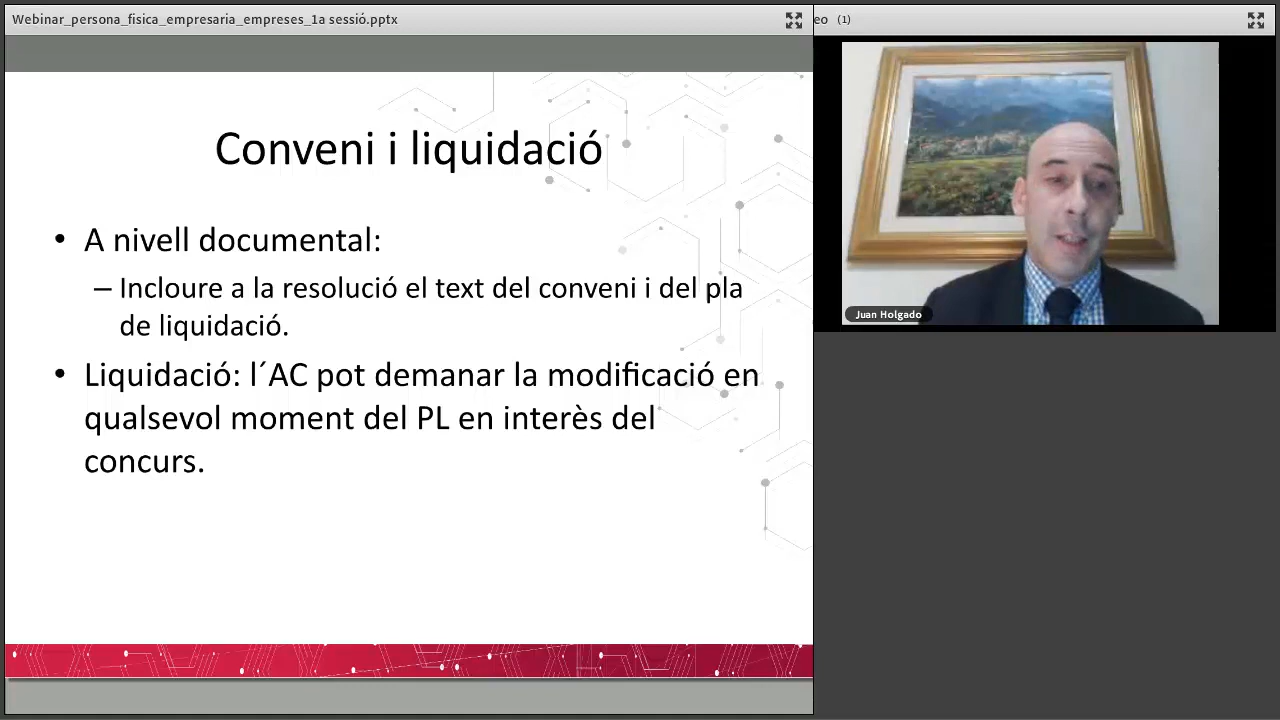 Webinar_persona_fisica_empresaria_empreses_1a sessió.pptx
eo (1)
Conveni i liquidació
• A nivell documental:
– Incloure a la resolució el text del conveni i del pla
de liquidació.
• Liquidació: l´AC pot demanar la modificació en
qualsevol moment del PL en interès del
concurs.
Juan Holgado